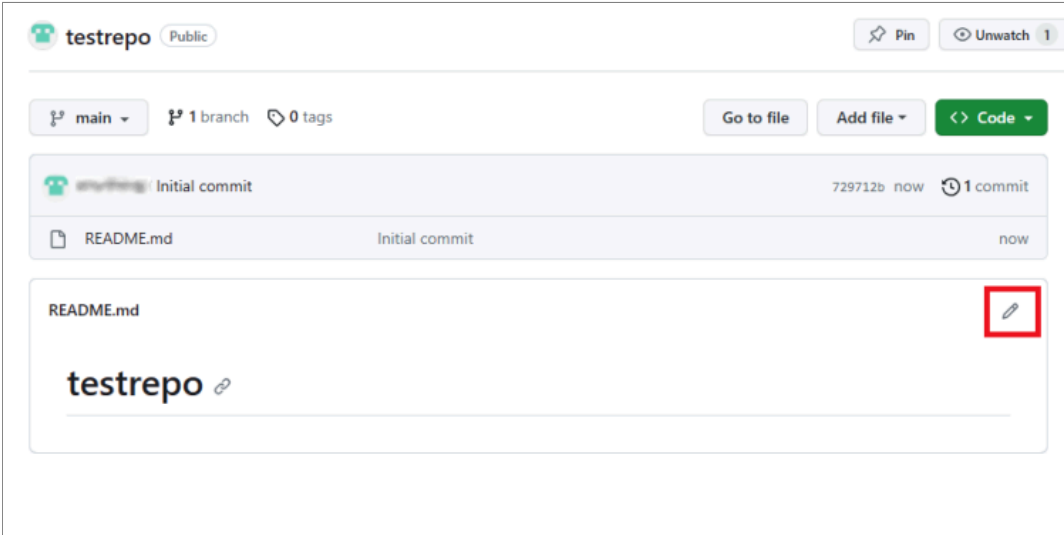 testrepo Public Pin Unwatch 1
main 1 branch 0 tags Go to file Add file <> Code
Initial commit 729712b now 1 commit
README.md Initial commit now
README.md
testrepo